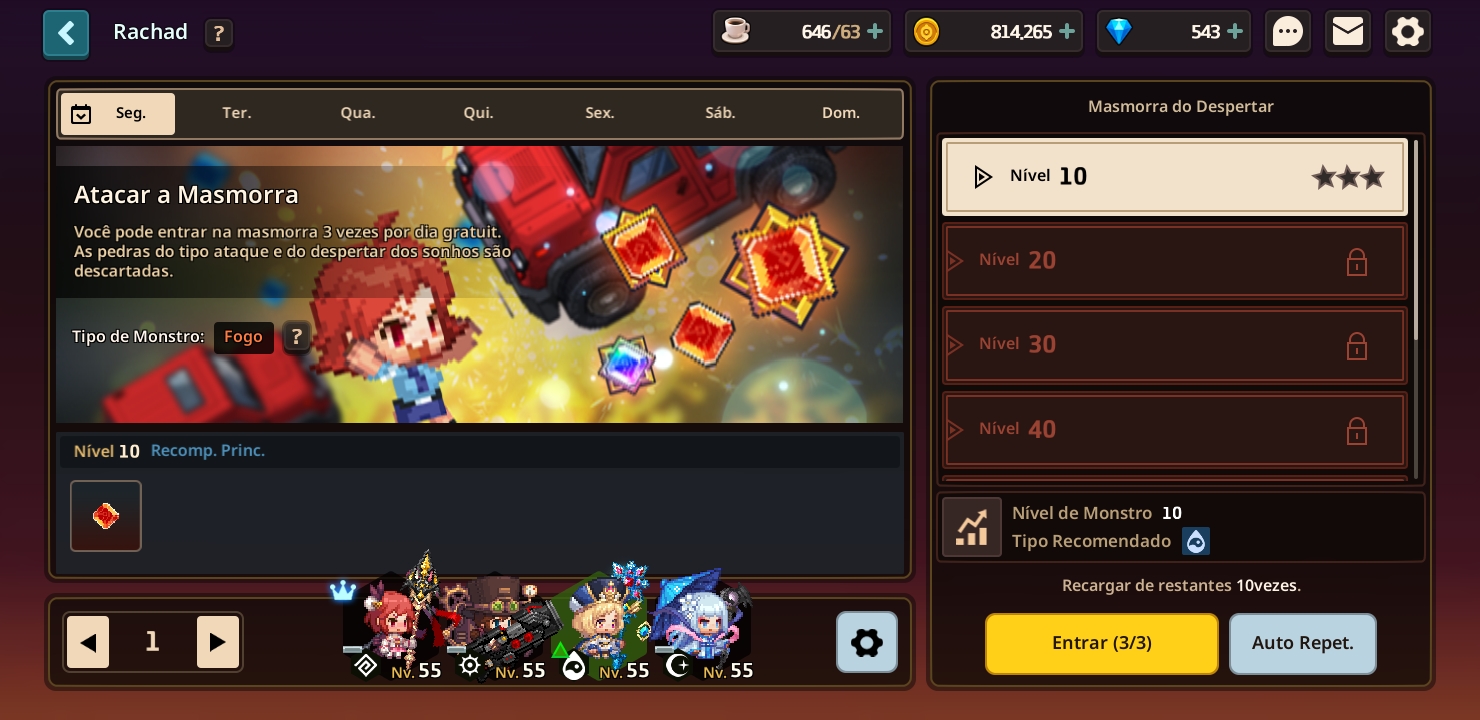 Rachad ?
646/63
814,265
543
Seg. Ter. Qua. Qui. Sex. Sáb. Dom.
Atacar a Masmorra
Você pode entrar na masmorra 3 vezes por dia gratuit.
As pedras do tipo ataque e do despertar dos sonhos são
descartadas.
Tipo de Monstro: Fogo ?
Nível 10 Recomp. Princ.
1
Nv. 55 Nv. 55 Nv. 55 Nv. 55
Masmorra do Despertar
Nível 10
Nível 20
Nível 30
Nível 40
Nível de Monstro 10
Tipo Recomendado
Recargar de restantes 10vezes.
Entrar (3/3) Auto Repet.